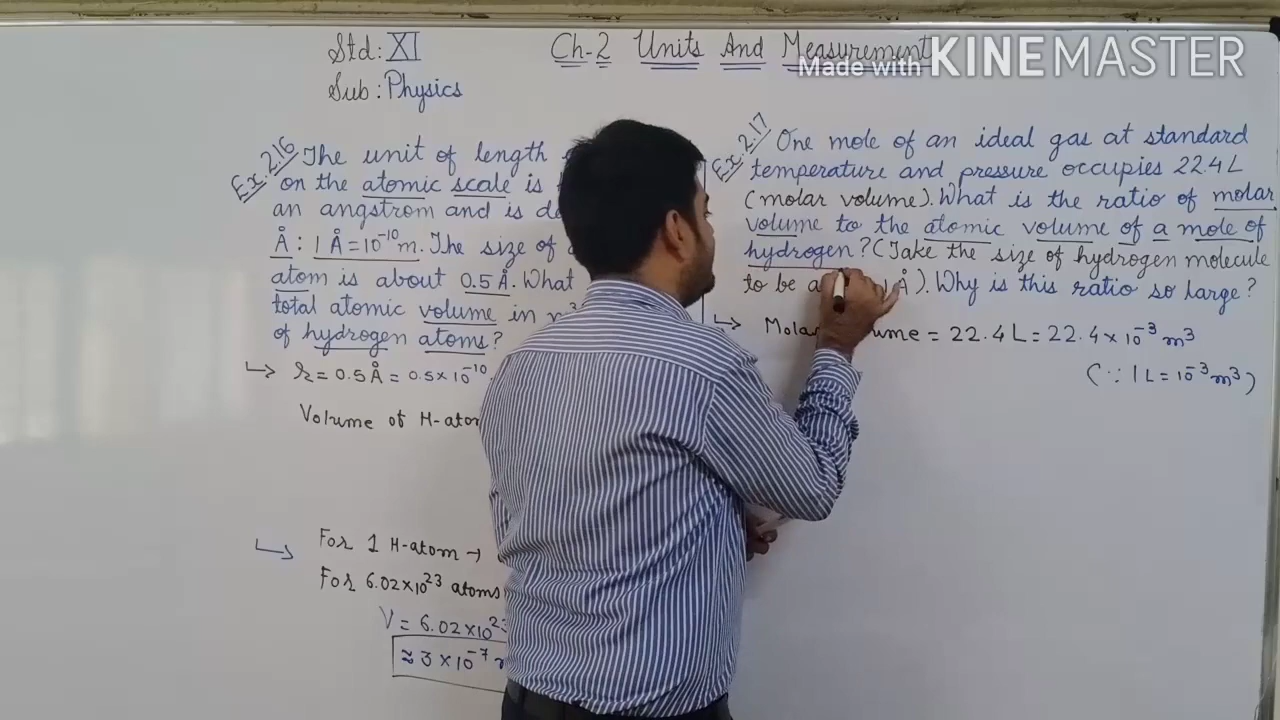 Std: XI
Sub: Physics
Ch-2 Units And Measurement
Made with KINEMASTER
Ex: 2.16 The unit of length
on the atomic scale is
an angstrom and is
Å : 1 Å = 10⁻¹⁰ m. The size of
atom is about 0.5 Å. What
total atomic volume in
of hydrogen atoms?
↳ r = 0.5 Å = 0.5 × 10⁻¹⁰
Volume of H-atom
↳ For 1 H-atom →
For 6.02 × 10²³ atoms
V = 6.02 × 10²³
≈ 3 × 10⁻⁷
Ex: 2.17 One mole of an ideal gas at standard
temperature and pressure occupies 22.4 L
(molar volume). What is the ratio of molar
volume to the atomic volume of a mole of
hydrogen? (Take the size of hydrogen molecule
to be 1 Å). Why is this ratio so large?
↳ Molar volume = 22.4 L = 22.4 × 10⁻³ m³
(∵ 1 L = 10⁻³ m³)